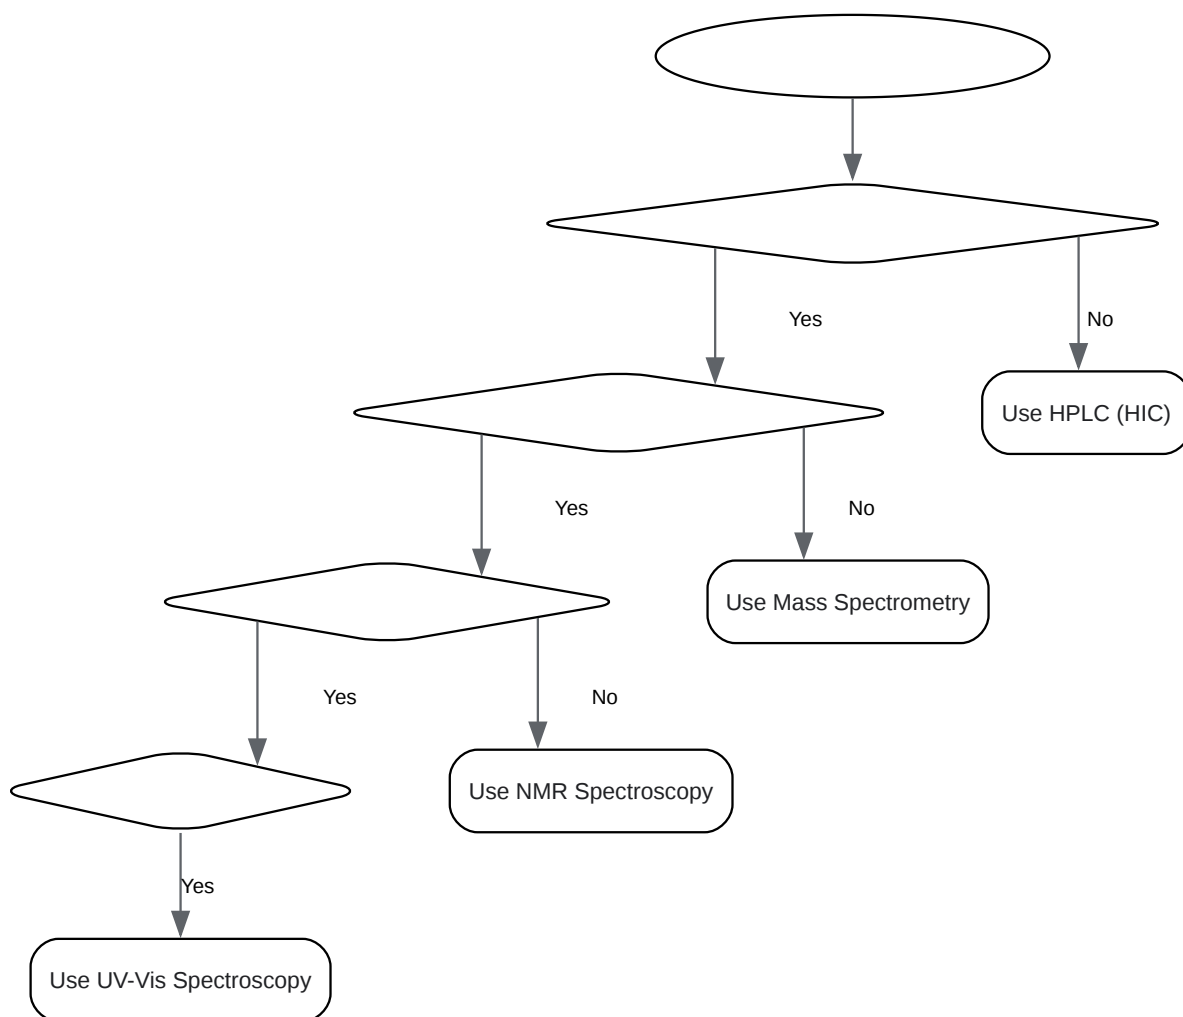 Yes
No
Use HPLC (HIC)
Yes
No
Use Mass Spectrometry
Yes
No
Use NMR Spectroscopy
Yes
Use UV-Vis Spectroscopy